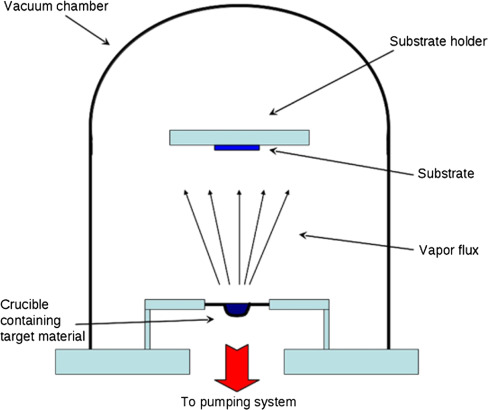 Vacuum chamber
Substrate holder
Substrate
Vapor flux
Crucible
containing
target material
To pumping system